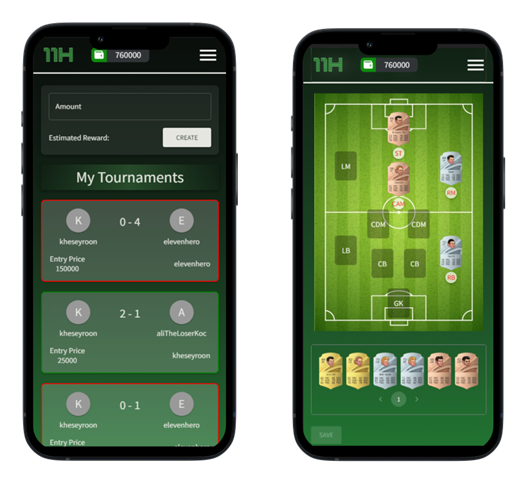 11H
760000
Amount
Estimated Reward:
CREATE
My Tournaments
K
0 - 4
E
kheseyroon
elevenhero
Entry Price
150000
elevenhero
K
2 - 1
A
kheseyroon
aliTheLoserKoc
Entry Price
25000
kheseyroon
K
0 - 1
E
kheseyroon
elevenhero
Entry Price
elevenhero
11H
760000
ST
LM
RM
CAM
CDM
CDM
LB
CB
CB
RB
GK
<
1
>
SAVE